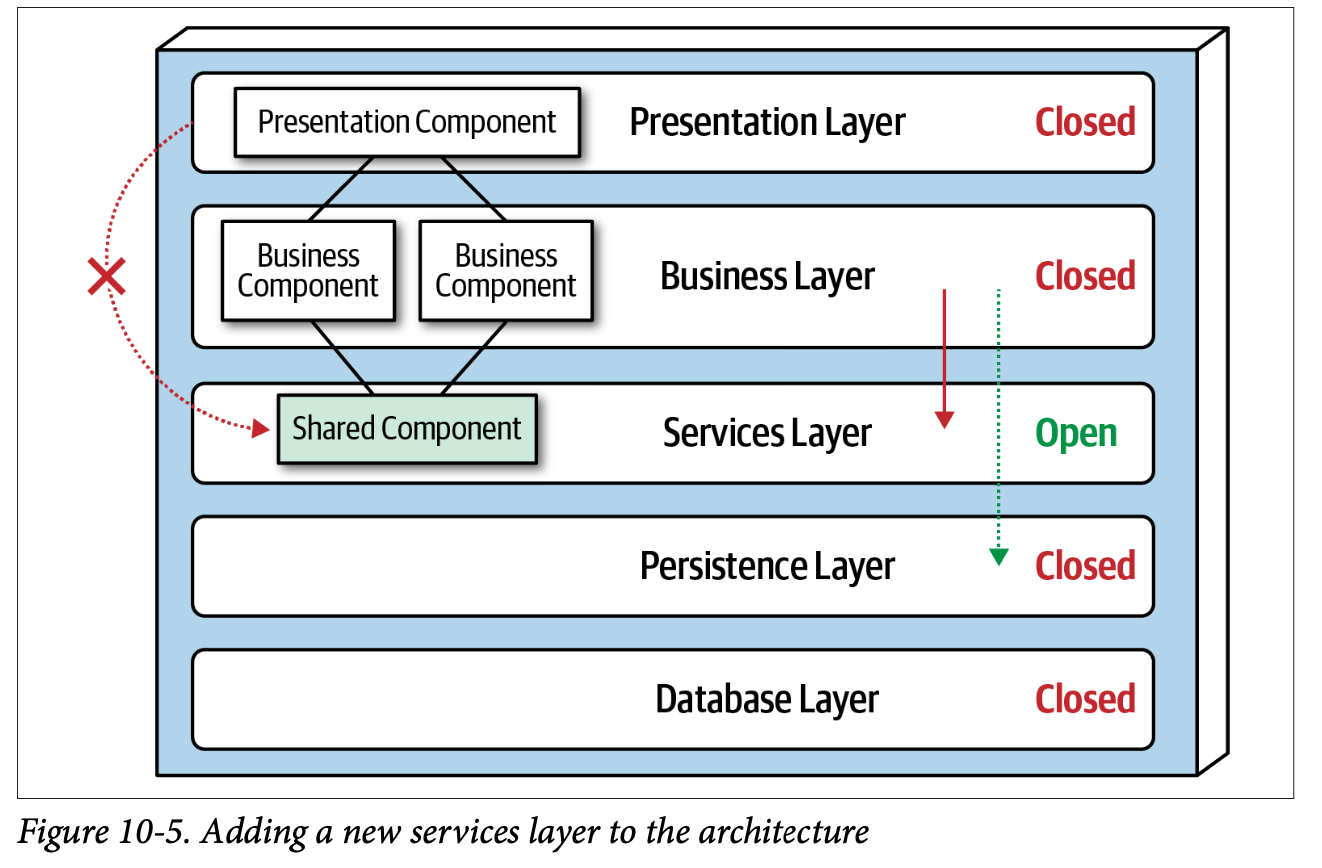 Presentation Component
Presentation Layer
Closed
Business
Component
Business
Component
Business Layer
Closed
Shared Component
Services Layer
Open
Persistence Layer
Closed
Database Layer
Closed
Figure 10-5. Adding a new services layer to the architecture